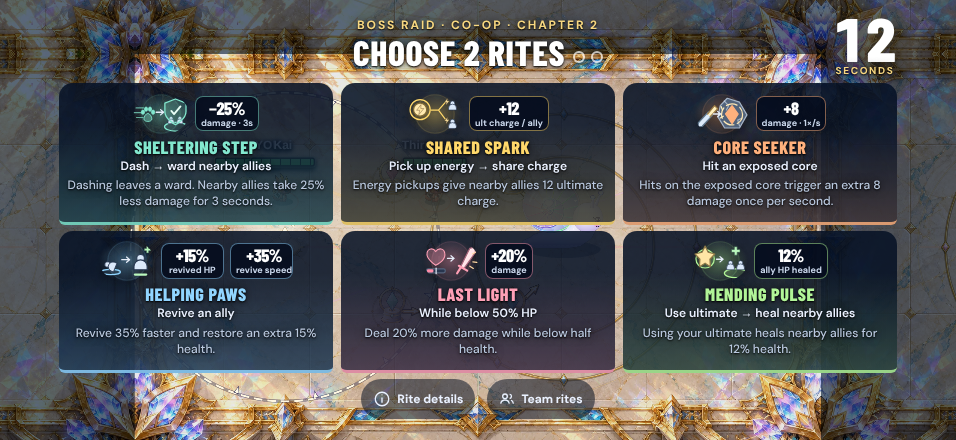 BOSS RAID · CO-OP · CHAPTER 2
CHOOSE 2 RITES
12
SECONDS
-25%
damage · 3s
SHELTERING STEP
Dash → ward nearby allies
Dashing leaves a ward. Nearby allies take 25%
less damage for 3 seconds.
+12
ult charge / ally
SHARED SPARK
Pick up energy → share charge
Energy pickups give nearby allies 12 ultimate
charge.
+8
damage · 1×/s
CORE SEEKER
Hit an exposed core
Hits on the exposed core trigger an extra 8
damage once per second.
+15%
revived HP
+35%
revive speed
HELPING PAWS
Revive an ally
Revive 35% faster and restore an extra 15%
health.
+20%
damage
LAST LIGHT
While below 50% HP
Deal 20% more damage while below half
health.
12%
ally HP healed
MENDING PULSE
Use ultimate → heal nearby allies
Using your ultimate heals nearby allies for
12% health.
Rite details
Team rites